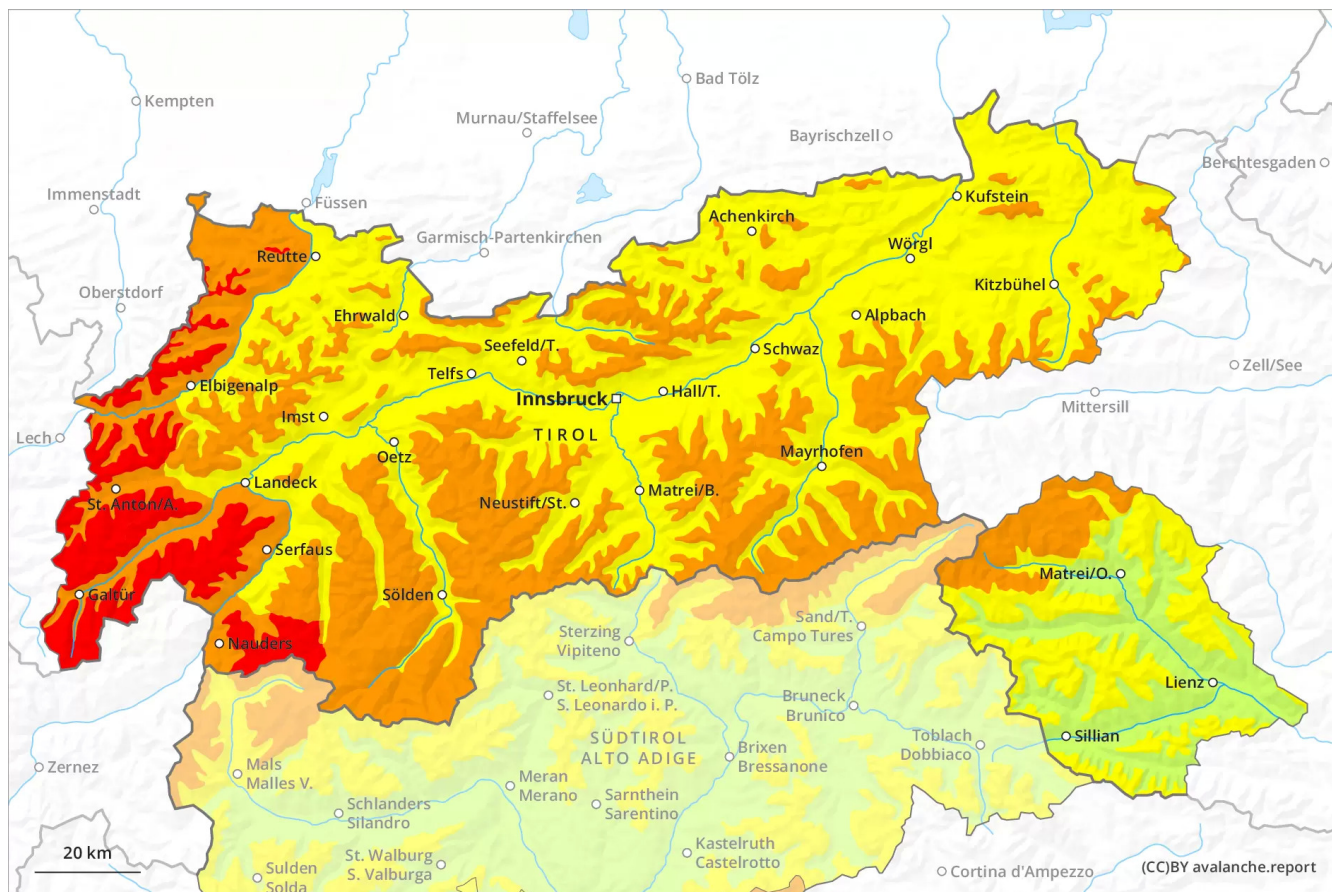 Kempten
Bad Tölz
Murnau/Staffelsee
Bayrischzell
Berchtesgaden
Immenstadt
Füssen
Kufstein
Achenkirch
Garmisch-Partenkirchen
Wörgl
Reutte
Kitzbühel
Oberstdorf
Ehrwald
Alpbach
Seefeld/T.
Schwaz
Zell/See
Telfs
Elbigenalp
Hall/T.
Innsbruck
Mittersill
Imst
Lech
TIROL
Oetz
Mayrhofen
Landeck
Matrei/B.
St. Anton/A.
Neustift/St.
Serfaus
Matrei/O.
Galtür
Sölden
Sand/T.
Campo Tures
Sterzing
Vipiteno
Nauders
Lienz
St. Leonhard/P.
S. Leonardo i. P.
Bruneck
Brunico
Sillian
Toblach
Dobbiaco
SÜDTIROL
ALTO ADIGE
Brixen
Bressanone
Zernez
Mals
Malles V.
Meran
Merano
Sarnthein
Sarentino
Schlanders
Silandro
Kastelruth
Castelrotto
20 km
St. Walburg
S. Valburga
Sulden
Solda
Cortina d'Ampezzo
(CC)BY avalanche.report